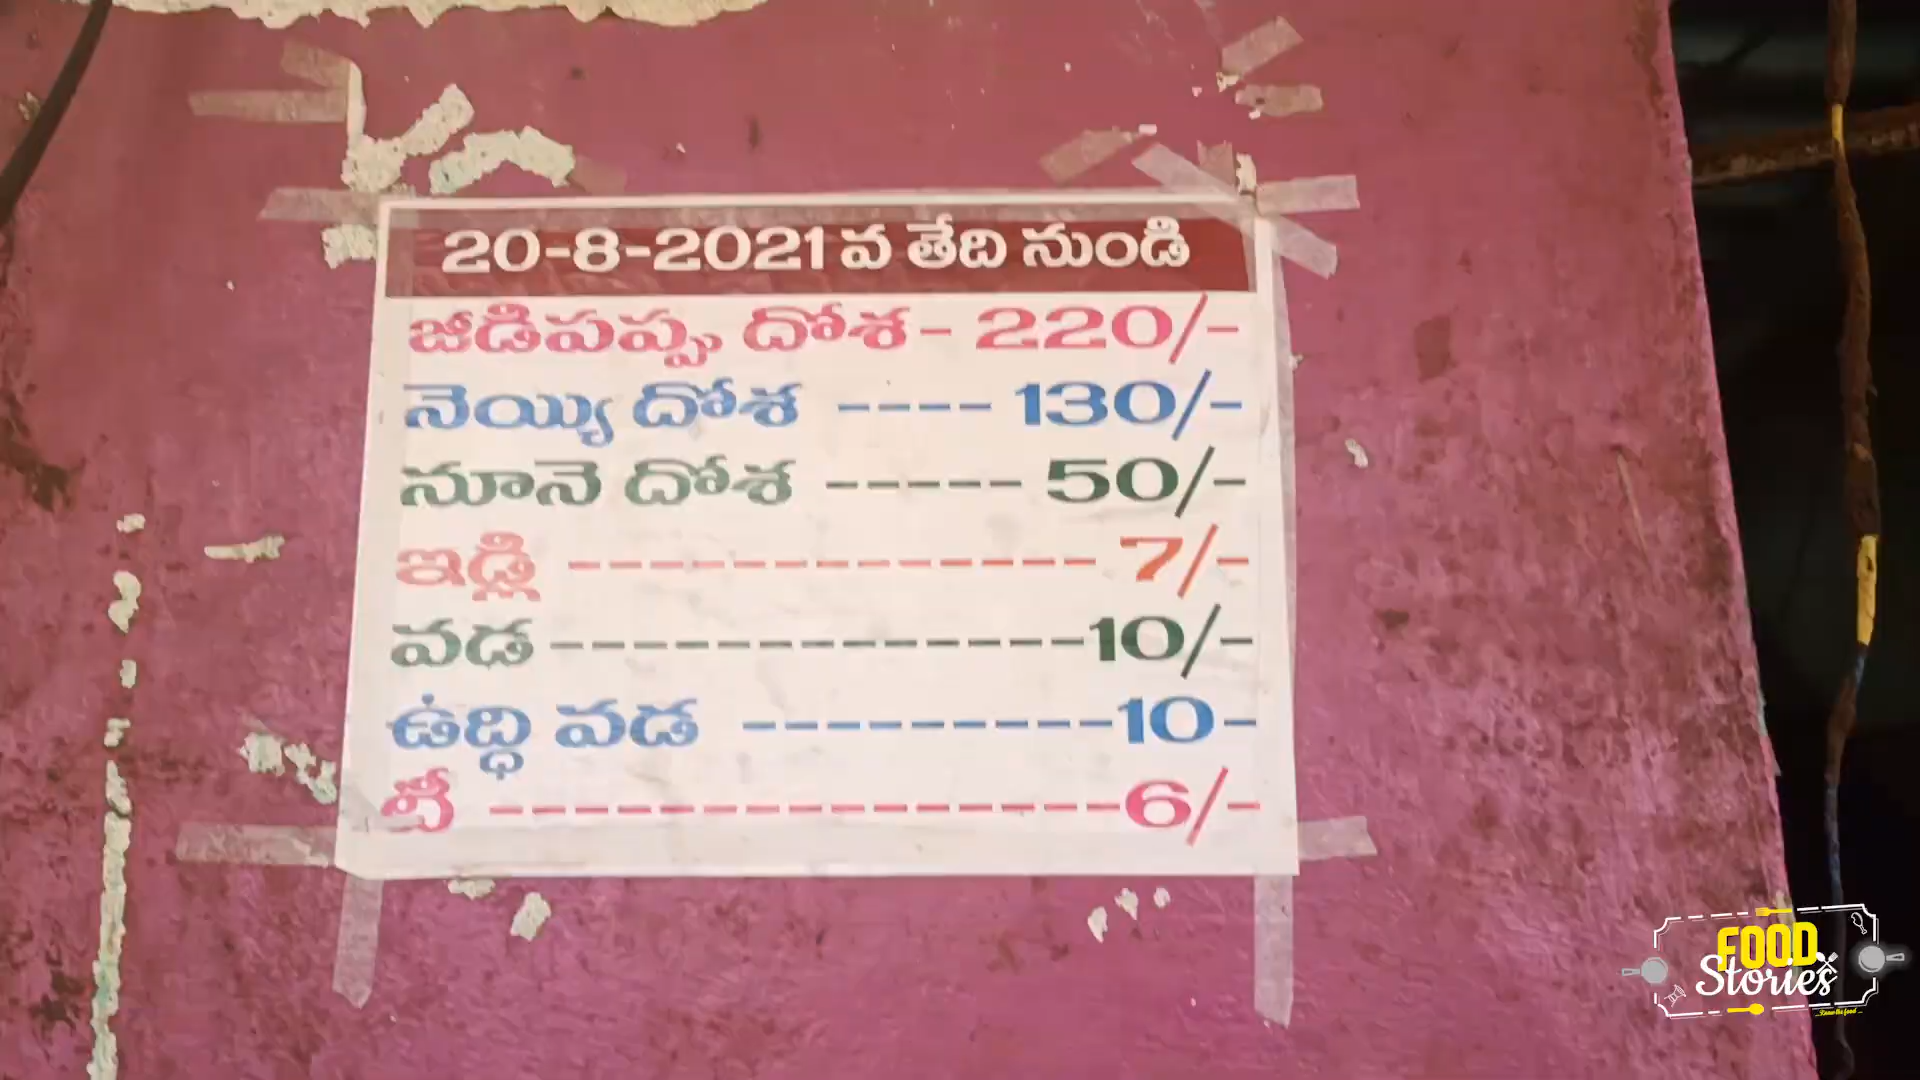 20-8-2021 వ తేది నుండి
జీడిపప్పు దోశ- 220/-
నెయ్యి దోశ ---- 130/-
నూనె దోశ ----- 50/-
ఇడ్లి ------------- 7/-
వడ --------------10/-
ఉద్ధి వడ ----------10-
టీ -----------------6/-
FOOD
Stories